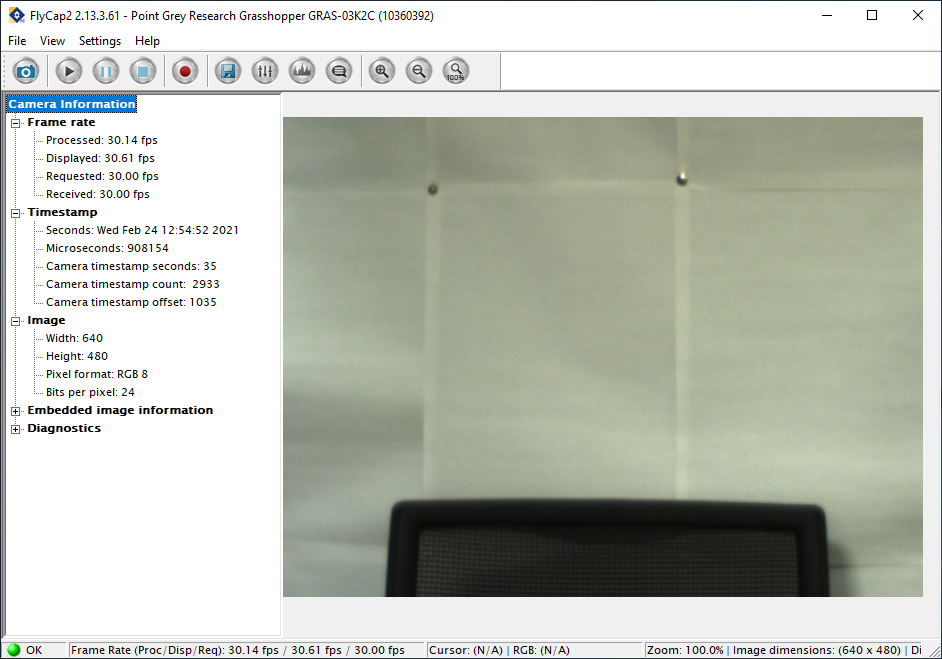 FlyCap2 2.13.3.61 - Point Grey Research Grasshopper GRAS-03K2C (10360392)
File View Settings Help
100%
Camera Information
Frame rate
Processed: 30.14 fps
Displayed: 30.61 fps
Requested: 30.00 fps
Received: 30.00 fps
Timestamp
Seconds: Wed Feb 24 12:54:52 2021
Microseconds: 908154
Camera timestamp seconds: 35
Camera timestamp count: 2933
Camera timestamp offset: 1035
Image
Width: 640
Height: 480
Pixel format: RGB 8
Bits per pixel: 24
Embedded image information
Diagnostics
OK Frame Rate (Proc/Disp/Req): 30.14 fps / 30.61 fps / 30.00 fps Cursor: (N/A) | RGB: (N/A) Zoom: 100.0% | Image dimensions: (640 x 480) | Di